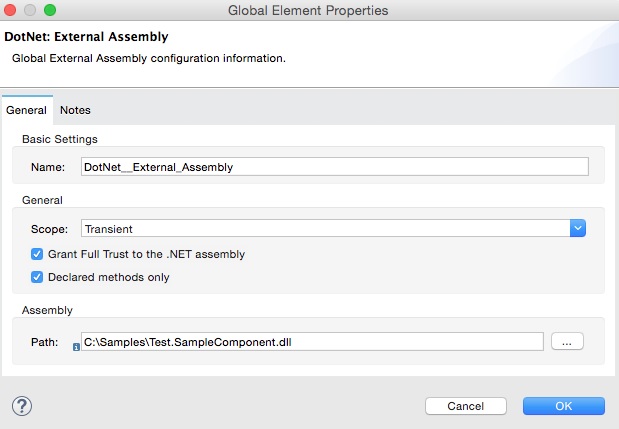 Global Element Properties
DotNet: External Assembly
Global External Assembly configuration information.
General Notes
Basic Settings
Name: DotNet__External_Assembly
General
Scope: Transient
Grant Full Trust to the .NET assembly
Declared methods only
Assembly
Path: i C:\Samples\Test.SampleComponent.dll ...
? Cancel OK